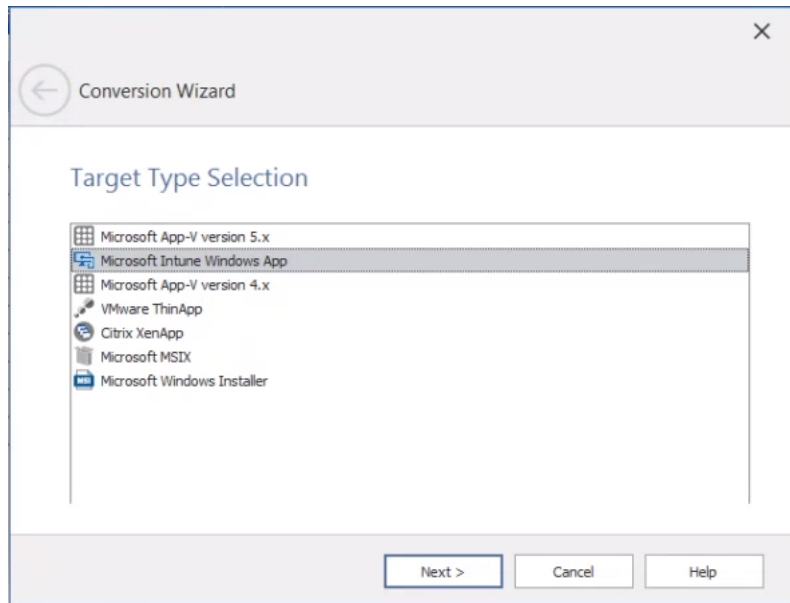 Conversion Wizard
Target Type Selection
Microsoft App-V version 5.x
Microsoft Intune Windows App
Microsoft App-V version 4.x
VMware ThinApp
Citrix XenApp
Microsoft MSIX
MSI Microsoft Windows Installer
Next > Cancel Help